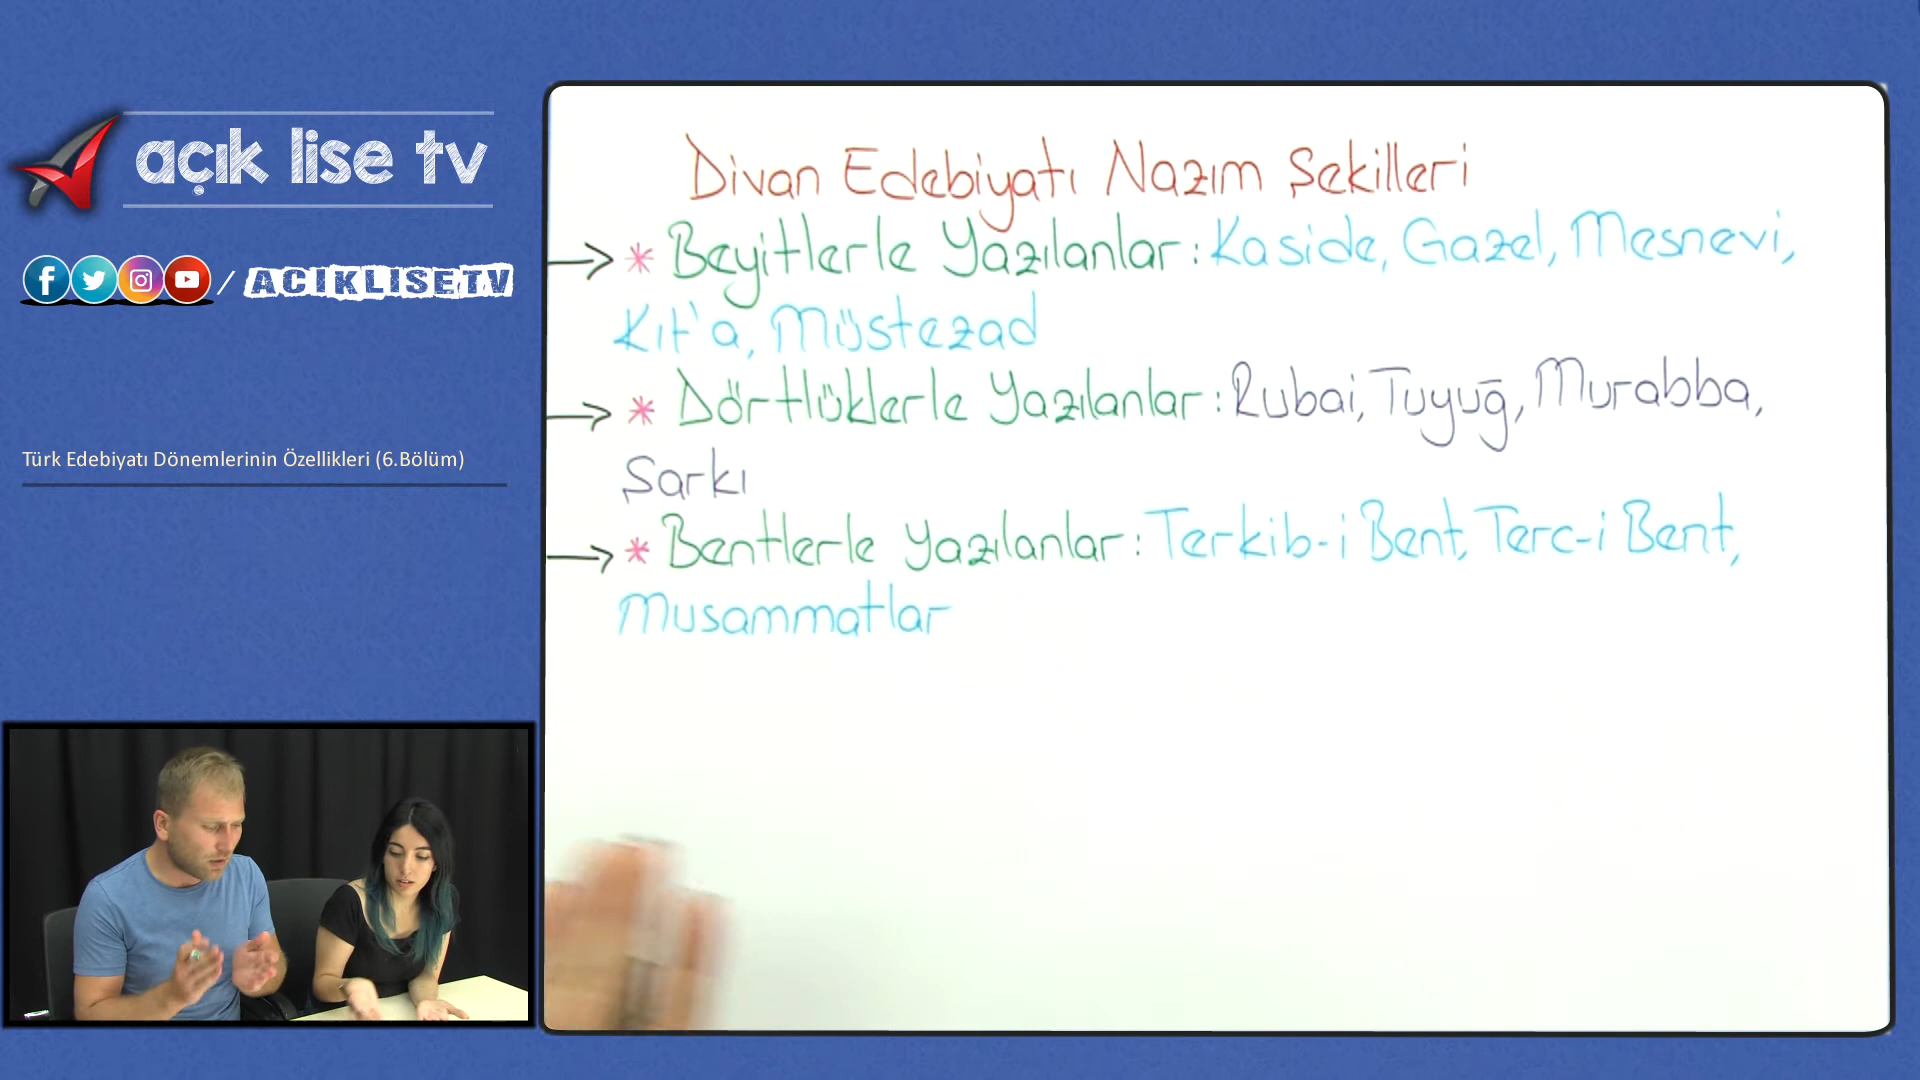 açık lise tv
/ ACIKLISETV
Türk Edebiyatı Dönemlerinin Özellikleri (6.Bölüm)
Divan Edebiyatı Nazım Şekilleri
→ * Beyitlerle Yazılanlar: Kaside, Gazel, Mesnevi,
Kıt'a, Müstezad
→ * Dörtlüklerle Yazılanlar: Rubai, Tuyuğ, Murabba,
Şarkı
→ * Bentlerle Yazılanlar: Terkib-i Bent, Terc-i Bent,
Musammatlar